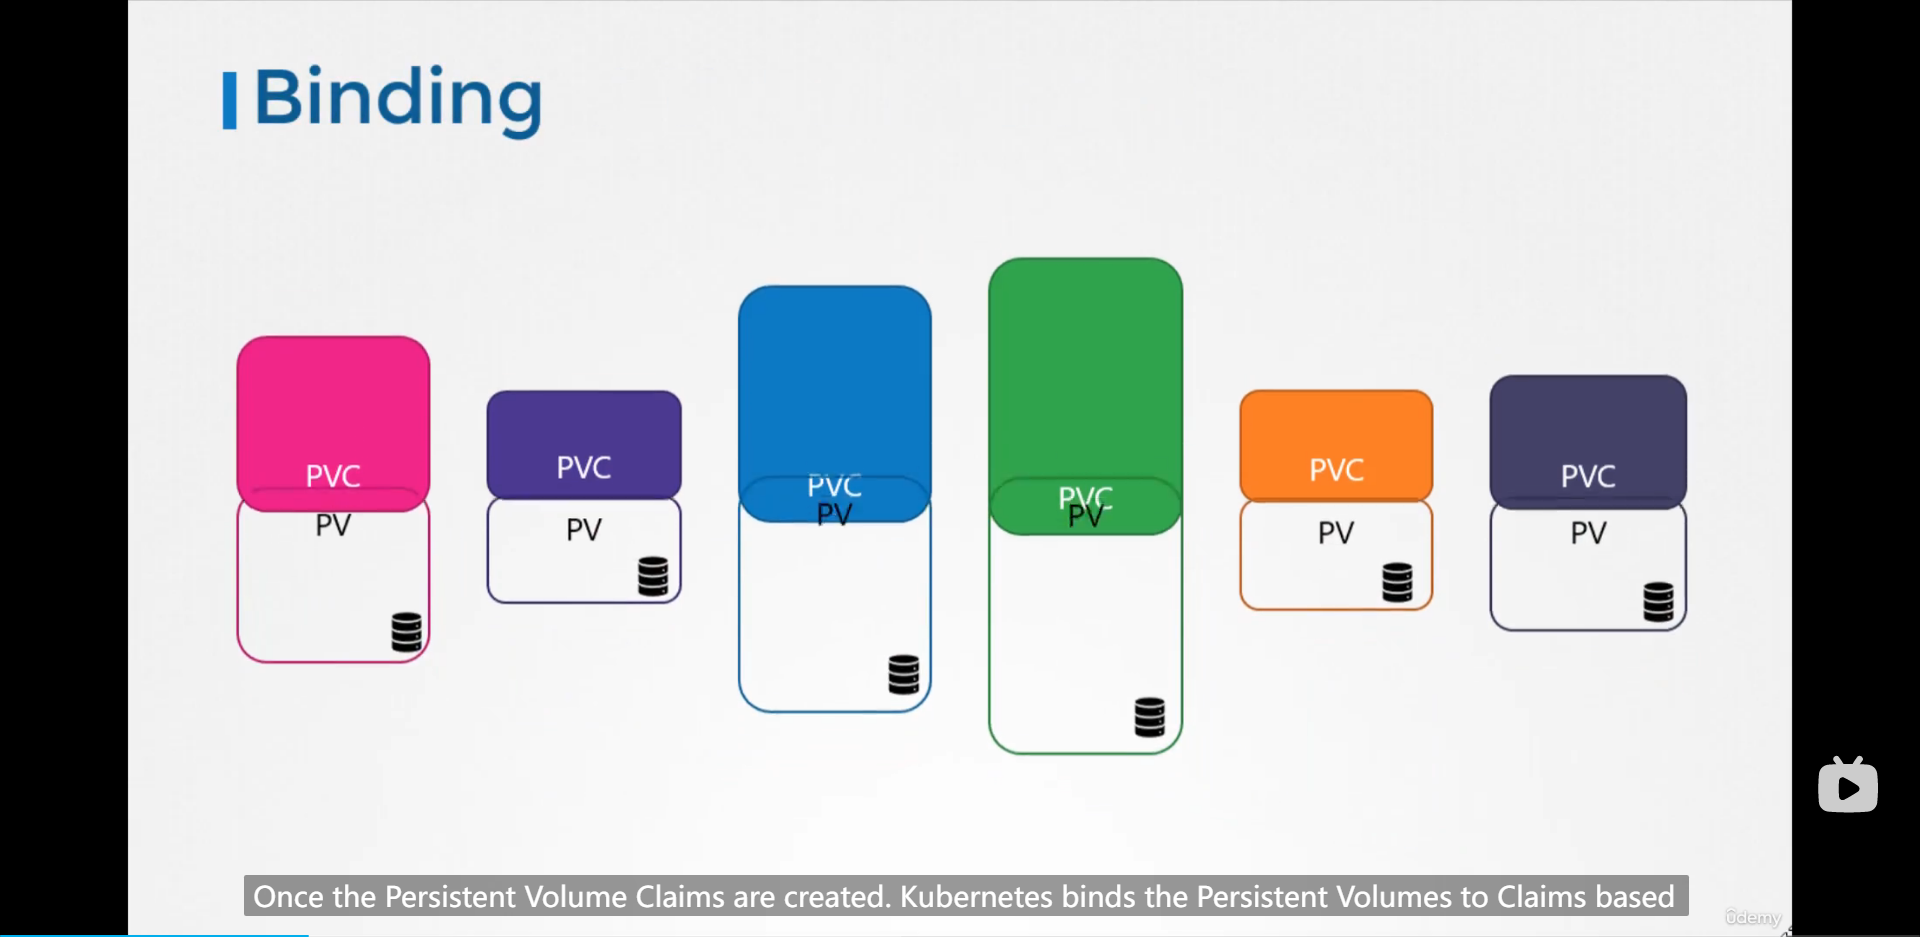 Binding
PVC
PV
PVC
PV
PVC
PV
PVC
PV
PVC
PV
PVC
PV
Once the Persistent Volume Claims are created. Kubernetes binds the Persistent Volumes to Claims based
ûdemy